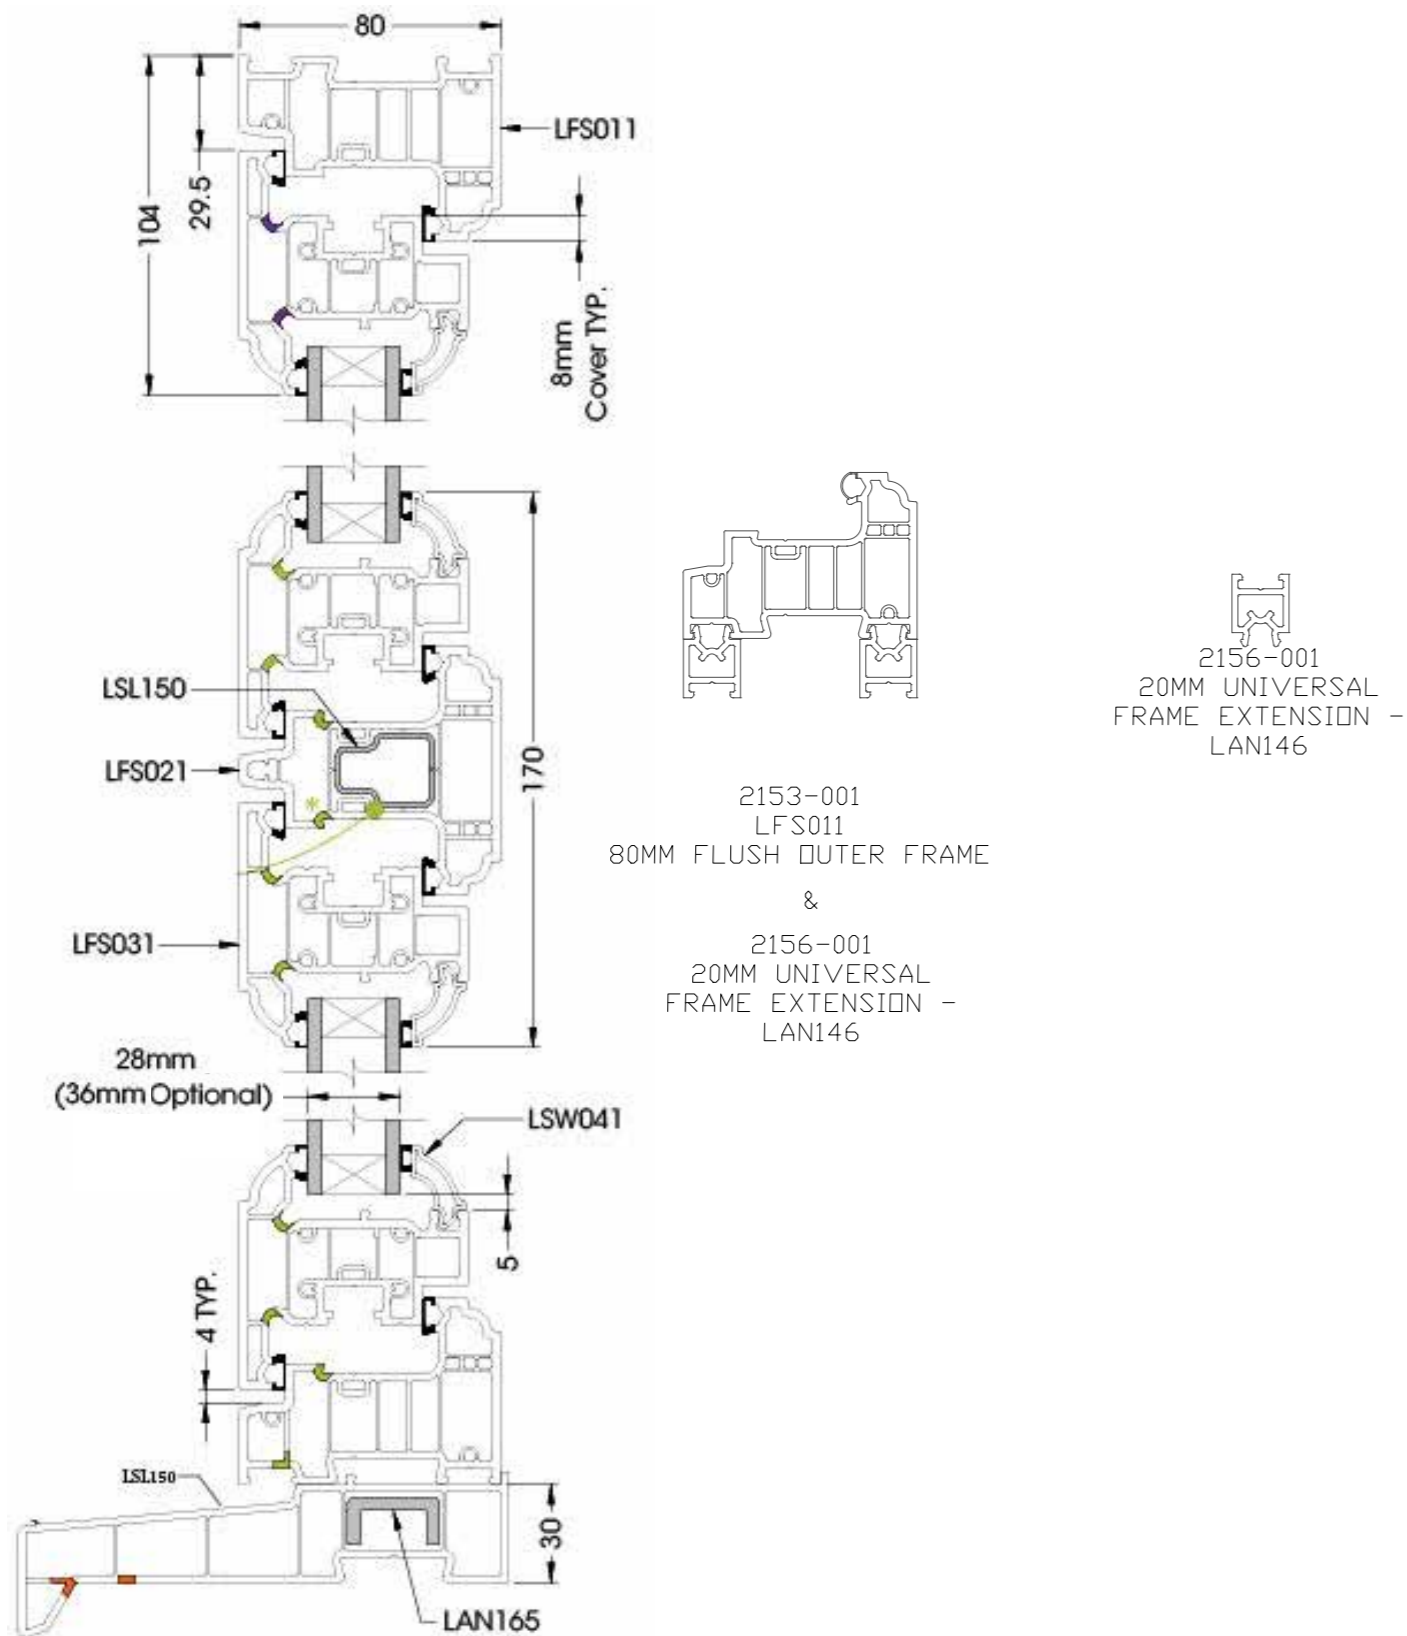 80
LFS011
104
29.5
8mm
Cover TYP.
LSL150
LFS021
170
LFS031
2156-001
20MM UNIVERSAL
FRAME EXTENSION -
LAN146
2153-001
LFS011
80MM FLUSH OUTER FRAME
&
2156-001
20MM UNIVERSAL
FRAME EXTENSION -
LAN146
28mm
(36mm Optional)
LSW041
5
4 TYP.
*
LSL150
30
LAN165